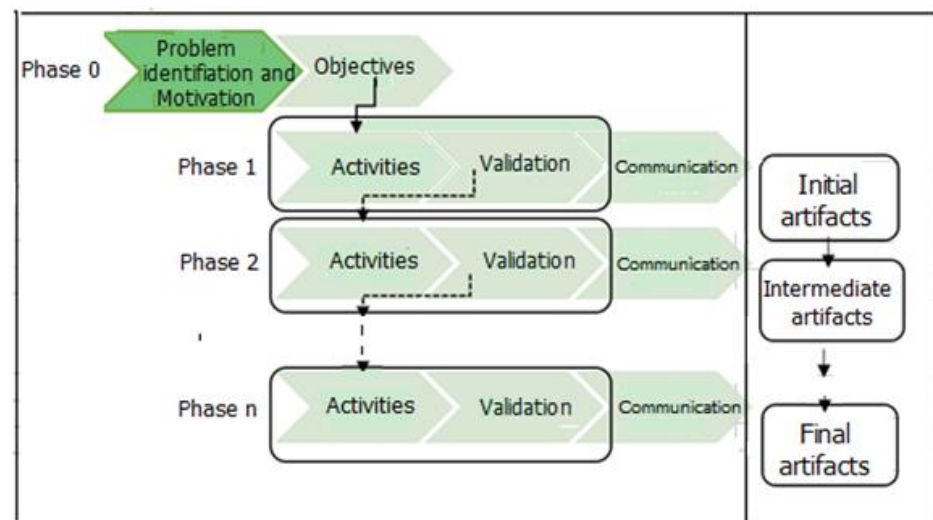 Phase 0
Problem
identifiation and
Motivation
Objectives
Phase 1
Activities
Validation
Communication
Initial
artifacts
Phase 2
Activities
Validation
Communication
Intermediate
artifacts
Phase n
Activities
Validation
Communication
Final
artifacts